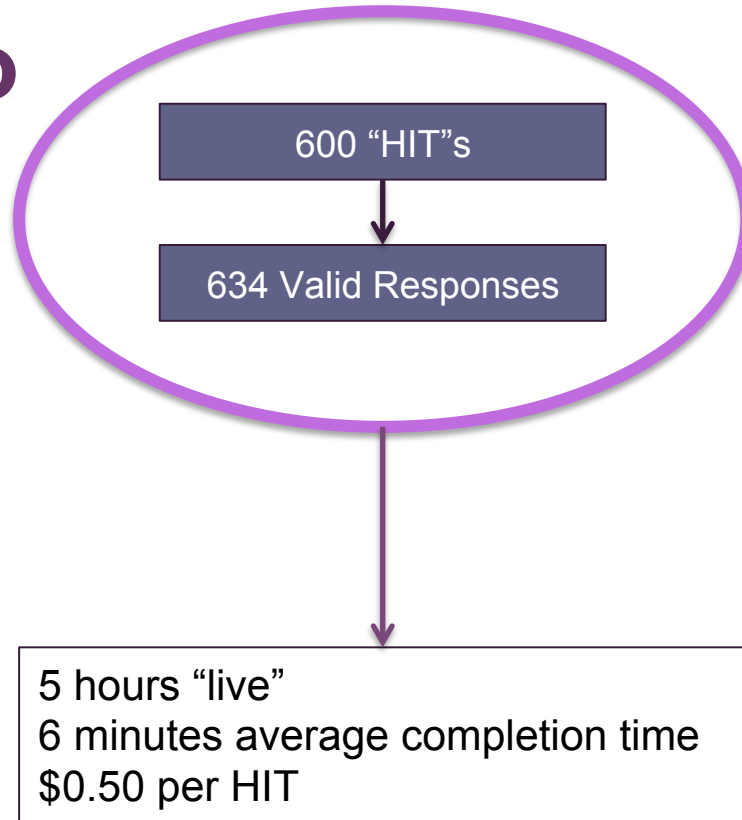 600 “HIT”s
634 Valid Responses
5 hours “live”
6 minutes average completion time
$0.50 per HIT